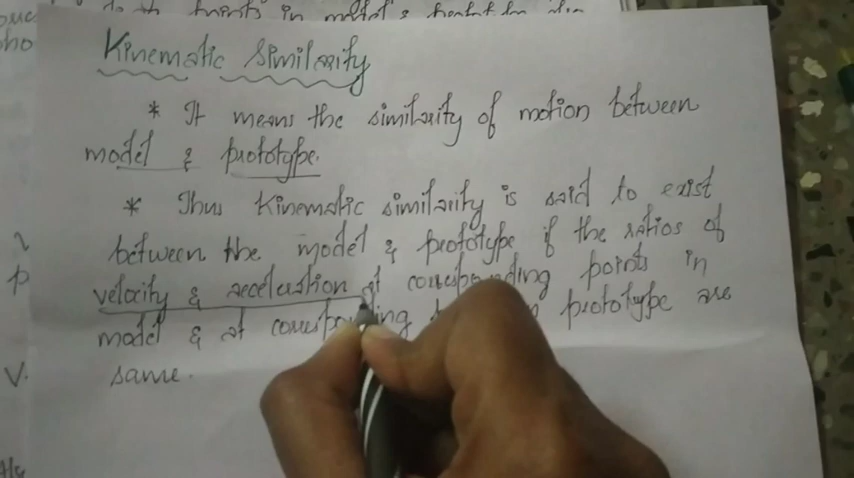 Kinematic Similarity
* It means the similarity of motion between
model & prototype.
* Thus Kinematic similarity is said to exist
between the model & prototype if the ratios of
velocity & acceleration at corresponding points in
model & at corresponding prototype are
same.